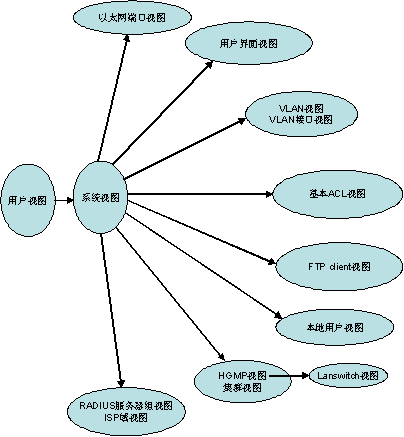 以太网端口视图
用户界面视图
VLAN视图
VLAN接口视图
用户视图
系统视图
基本ACL视图
FTP client视图
本地用户视图
HGMP视图
集群视图
Lanswitch视图
RADIUS服务器组视图
ISP域视图